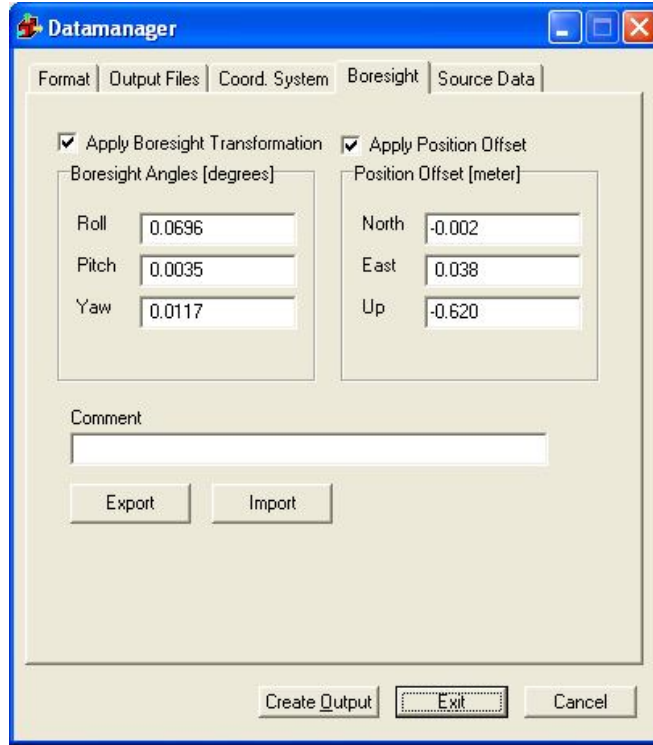 Datamanager
Format Output Files Coord. System Boresight Source Data
Apply Boresight Transformation Apply Position Offset
Boresight Angles [degrees] Position Offset [meter]
Roll 0.0696 North -0.002
Pitch 0.0035 East 0.038
Yaw 0.0117 Up -0.620
Comment
Export Import
Create Output Exit Cancel